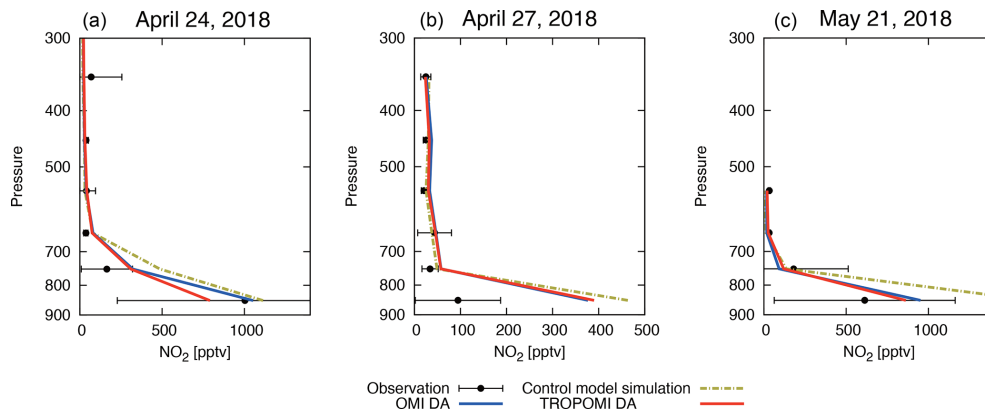 (a) April 24, 2018
(b) April 27, 2018
(c) May 21, 2018
300
400
500
700
800
900
Pressure
0 500 1000
NO2 [pptv]
300
400
500
700
800
900
Pressure
0 100 200 300 400 500
NO2 [pptv]
300
400
500
700
800
900
Pressure
0 500 1000
NO2 [pptv]
Observation
Control model simulation
OMI DA
TROPOMI DA